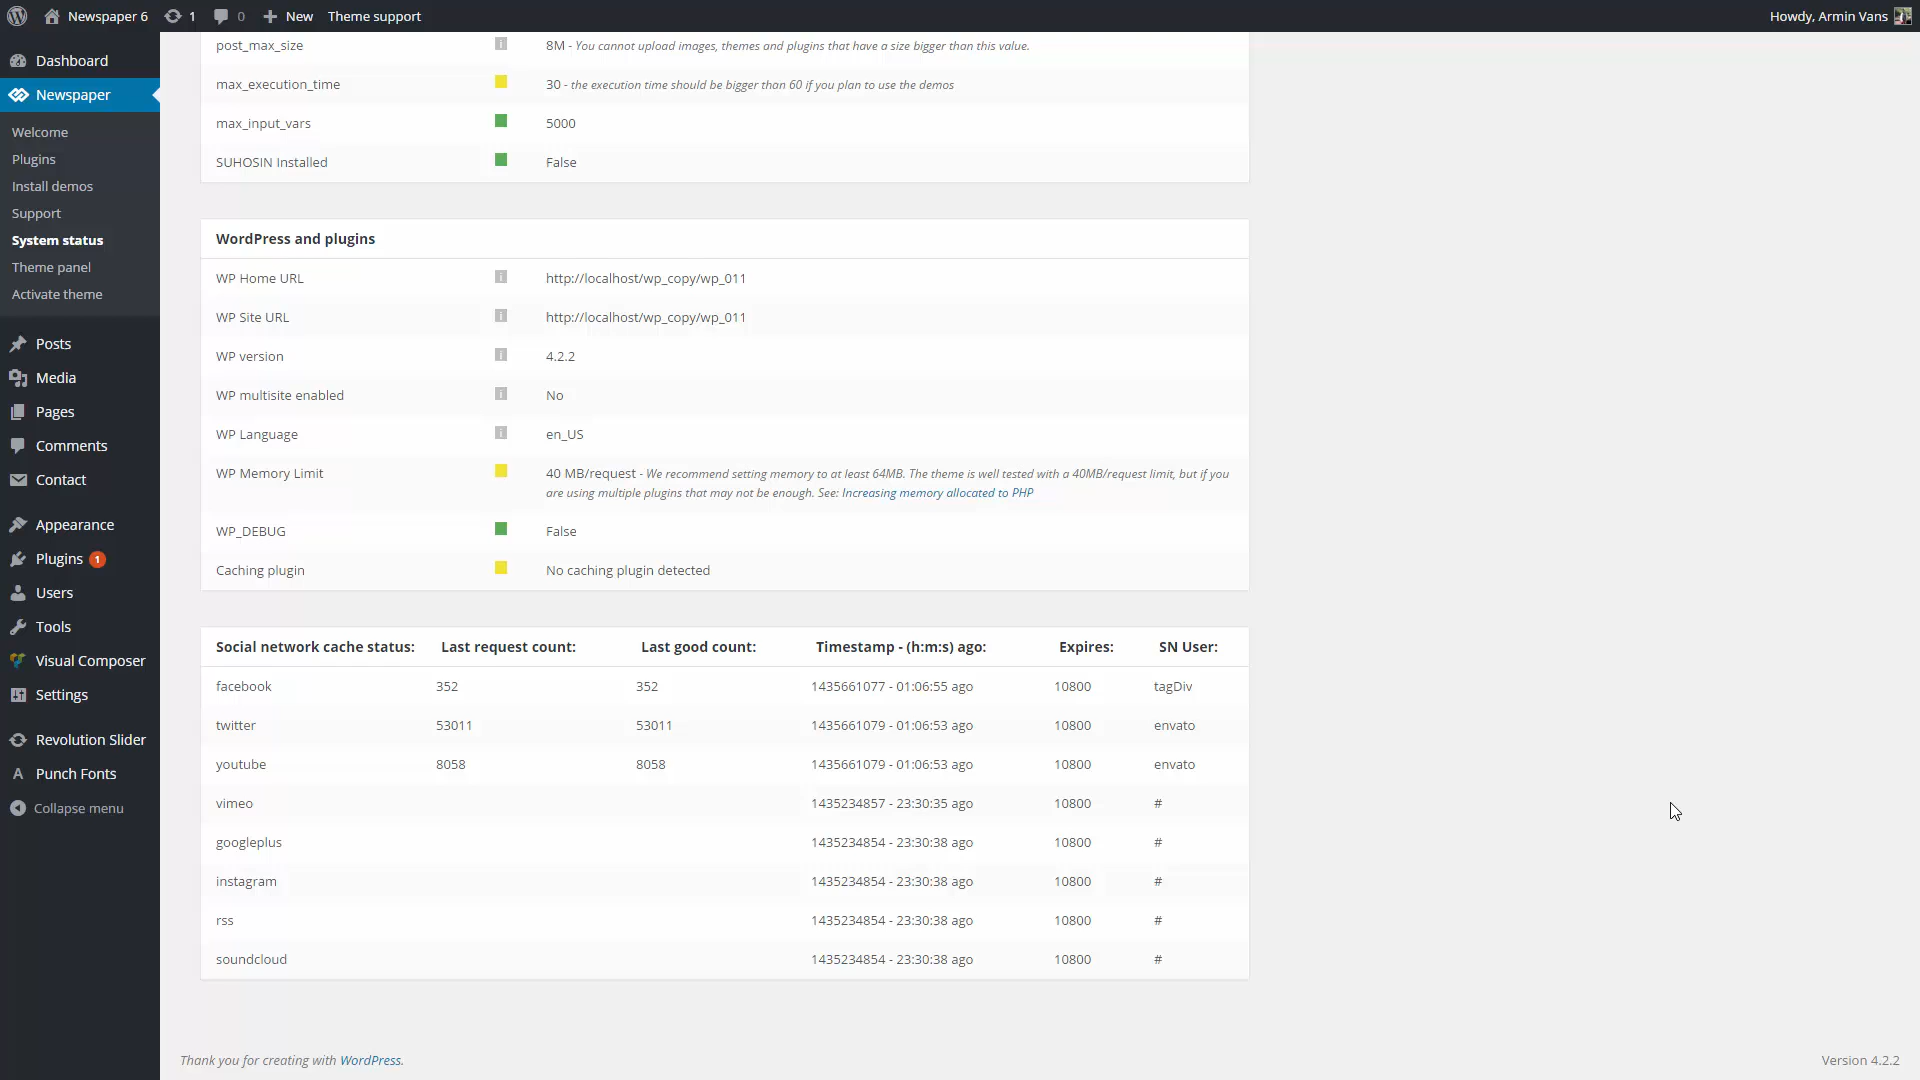 Newspaper 6 1 0 New Theme support Howdy, Armin Vans
Dashboard
Newspaper
Welcome
Plugins
Install demos
Support
System status
Theme panel
Activate theme
Posts
Media
Pages
Comments
Contact
Appearance
Plugins 1
Users
Tools
Visual Composer
Settings
Revolution Slider
Punch Fonts
Collapse menu
post_max_size i 8M - You cannot upload images, themes and plugins that have a size bigger than this value.
max_execution_time 30 - the execution time should be bigger than 60 if you plan to use the demos
max_input_vars 5000
SUHOSIN Installed False
WordPress and plugins
WP Home URL i http://localhost/wp_copy/wp_011
WP Site URL i http://localhost/wp_copy/wp_011
WP version i 4.2.2
WP multisite enabled i No
WP Language i en_US
WP Memory Limit 40 MB/request - We recommend setting memory to at least 64MB. The theme is well tested with a 40MB/request limit, but if you
are using multiple plugins that may not be enough. See: Increasing memory allocated to PHP
WP_DEBUG False
Caching plugin No caching plugin detected
Social network cache status: Last request count: Last good count: Timestamp - (h:m:s) ago: Expires: SN User:
facebook 352 352 1435661077 - 01:06:55 ago 10800 tagDiv
twitter 53011 53011 1435661079 - 01:06:53 ago 10800 envato
youtube 8058 8058 1435661079 - 01:06:53 ago 10800 envato
vimeo 1435234857 - 23:30:35 ago 10800 #
googleplus 1435234854 - 23:30:38 ago 10800 #
instagram 1435234854 - 23:30:38 ago 10800 #
rss 1435234854 - 23:30:38 ago 10800 #
soundcloud 1435234854 - 23:30:38 ago 10800 #
Thank you for creating with WordPress. Version 4.2.2